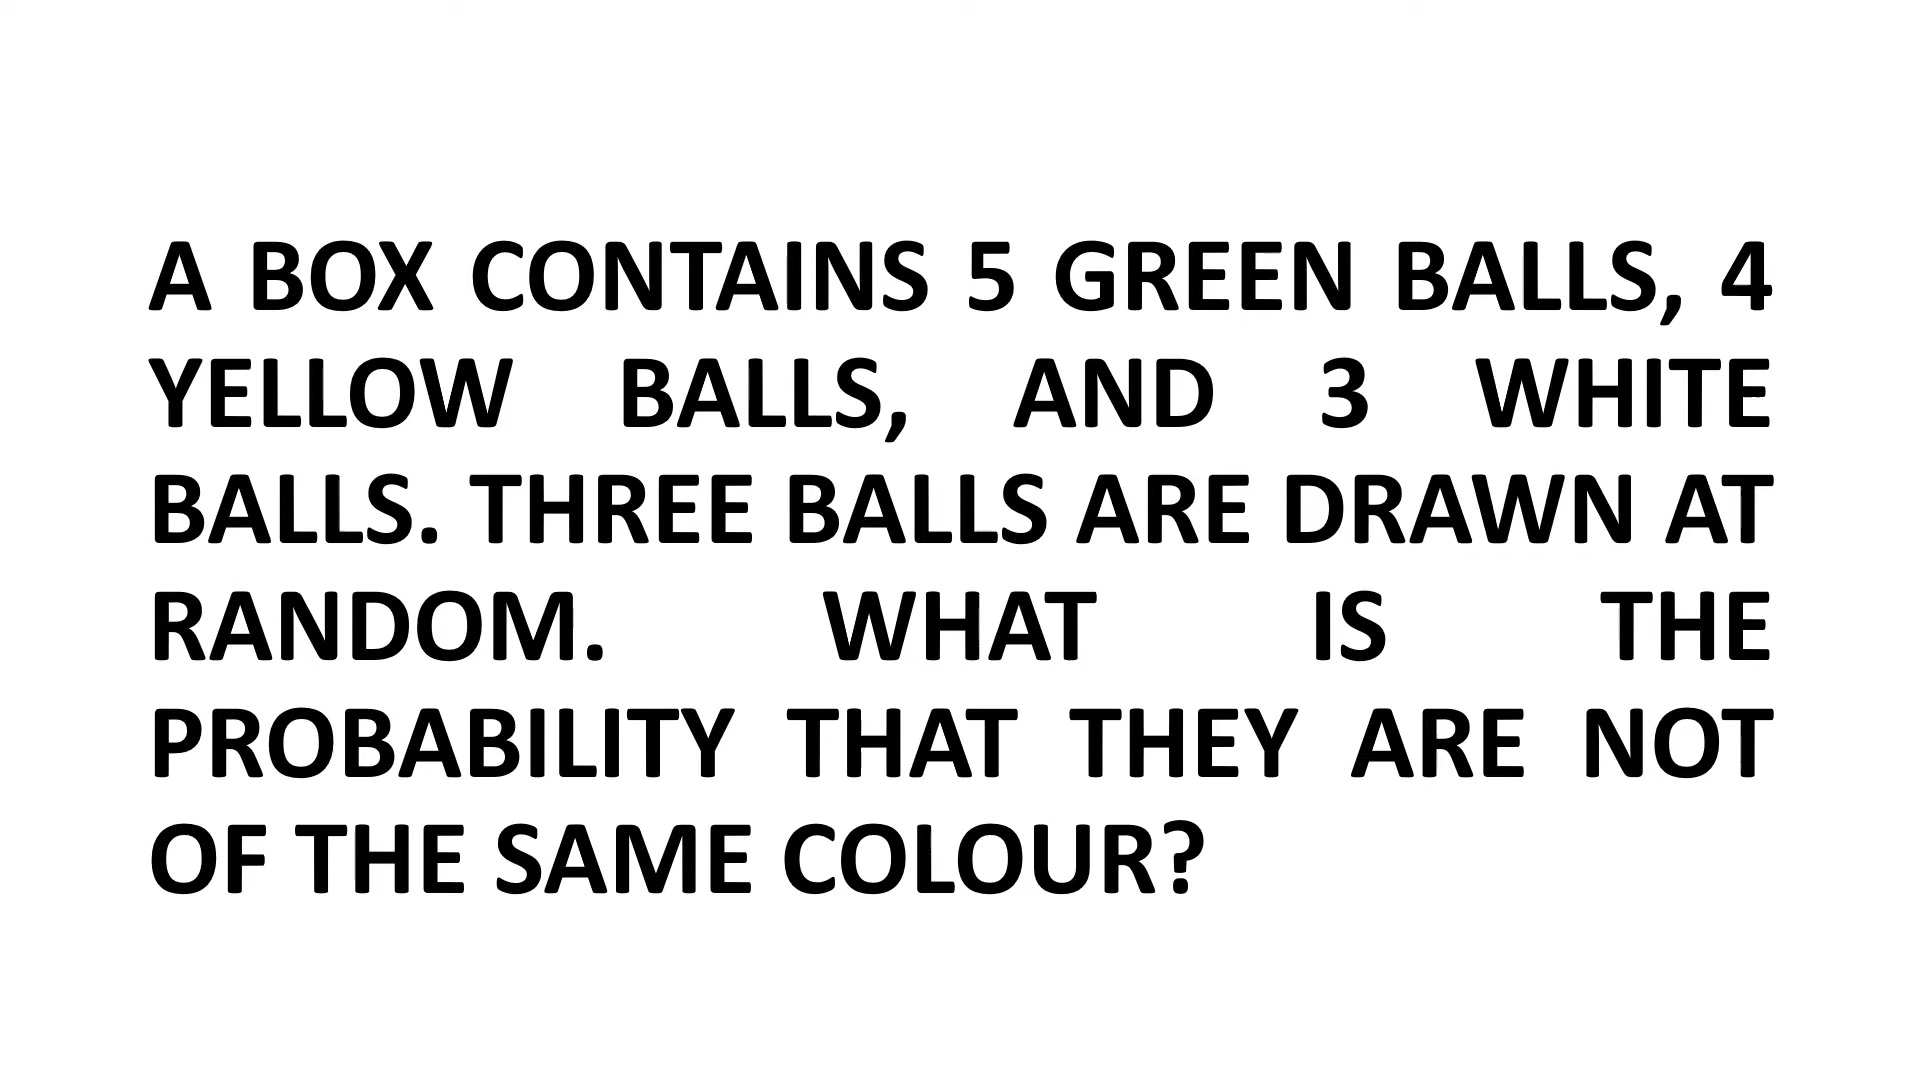 A BOX CONTAINS 5 GREEN BALLS, 4
YELLOW BALLS, AND 3 WHITE
BALLS. THREE BALLS ARE DRAWN AT
RANDOM. WHAT IS THE
PROBABILITY THAT THEY ARE NOT
OF THE SAME COLOUR?